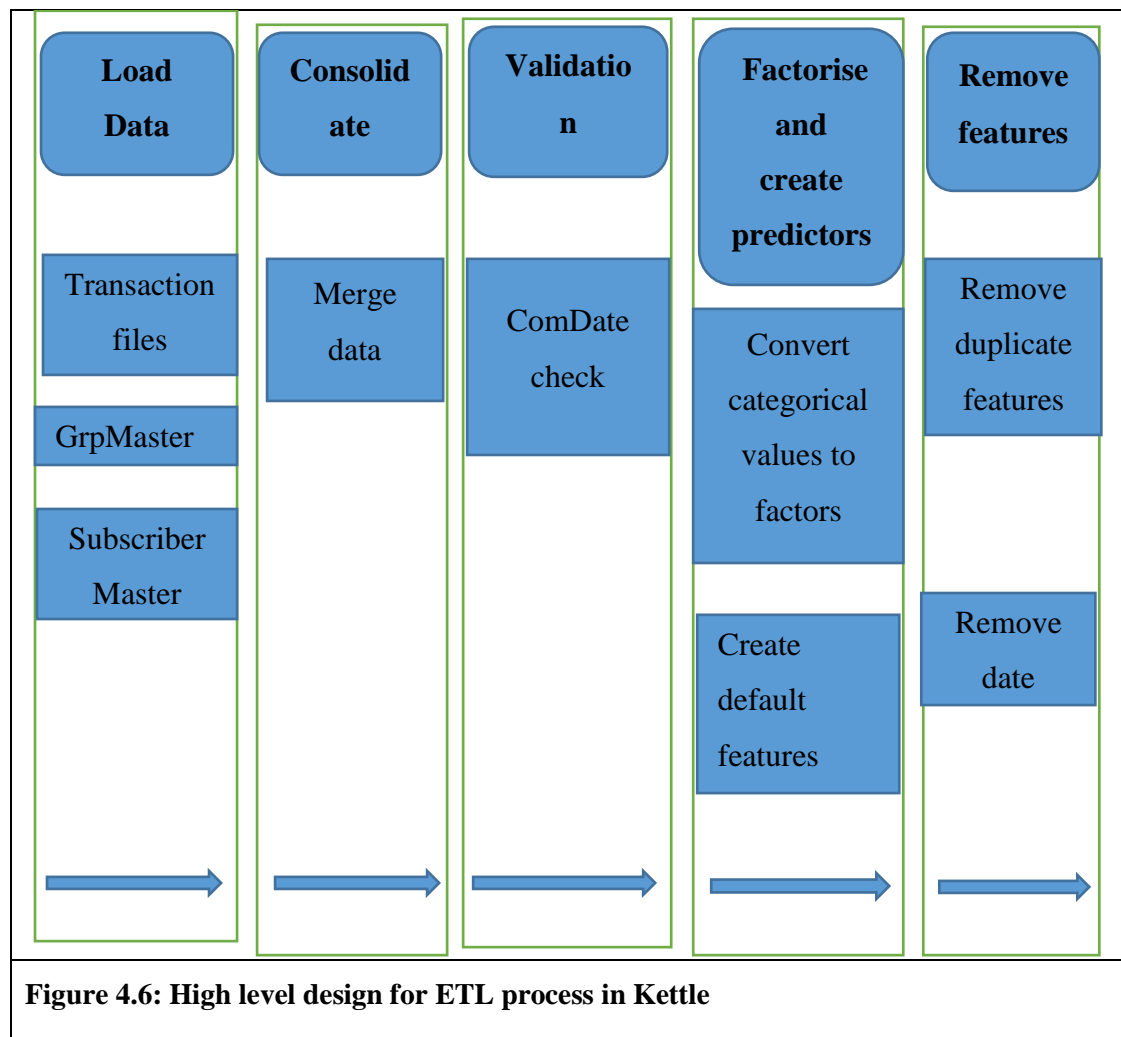 Load
Data
Transaction
files
GrpMaster
Subscriber
Master
Consolid
ate
Merge
data
Validatio
n
ComDate
check
Factorise
and
create
predictors
Convert
categorical
values to
factors
Create
default
features
Remove
features
Remove
duplicate
features
Remove
date
Figure 4.6: High level design for ETL process in Kettle